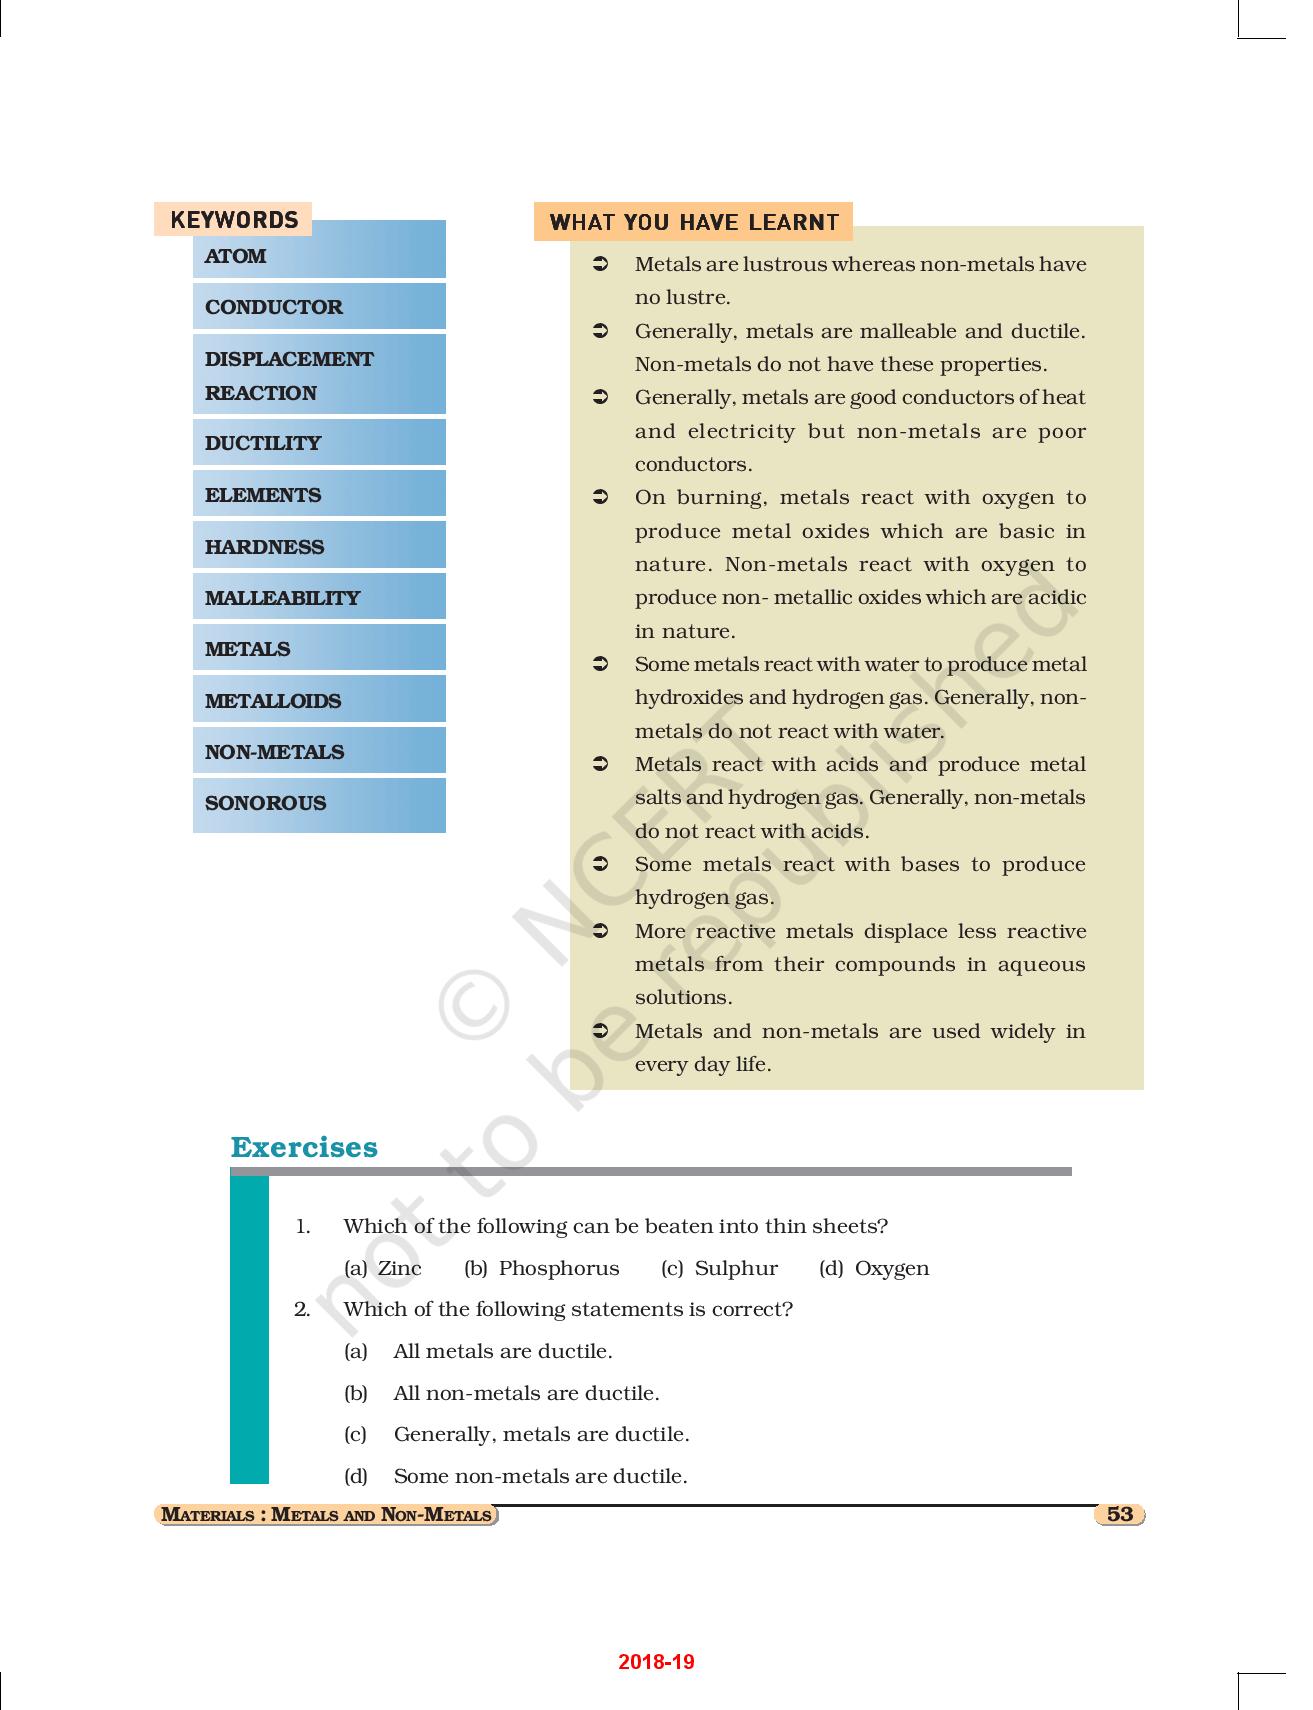 KEYWORDS
ATOM
CONDUCTOR
DISPLACEMENT
REACTION
DUCTILITY
ELEMENTS
HARDNESS
MALLEABILITY
METALS
METALLOIDS
NON-METALS
SONOROUS
WHAT YOU HAVE LEARNT
➲ Metals are lustrous whereas non-metals have
no lustre.
➲ Generally, metals are malleable and ductile.
Non-metals do not have these properties.
➲ Generally, metals are good conductors of heat
and electricity but non-metals are poor
conductors.
➲ On burning, metals react with oxygen to
produce metal oxides which are basic in
nature. Non-metals react with oxygen to
produce non- metallic oxides which are acidic
in nature.
➲ Some metals react with water to produce metal
hydroxides and hydrogen gas. Generally, non-
metals do not react with water.
➲ Metals react with acids and produce metal
salts and hydrogen gas. Generally, non-metals
do not react with acids.
➲ Some metals react with bases to produce
hydrogen gas.
➲ More reactive metals displace less reactive
metals from their compounds in aqueous
solutions.
➲ Metals and non-metals are used widely in
every day life.
© NCERT
not to be republished
Exercises
1. Which of the following can be beaten into thin sheets?
(a) Zinc (b) Phosphorus (c) Sulphur (d) Oxygen
2. Which of the following statements is correct?
(a) All metals are ductile.
(b) All non-metals are ductile.
(c) Generally, metals are ductile.
(d) Some non-metals are ductile.
MATERIALS : METALS AND NON-METALS 53
2018-19